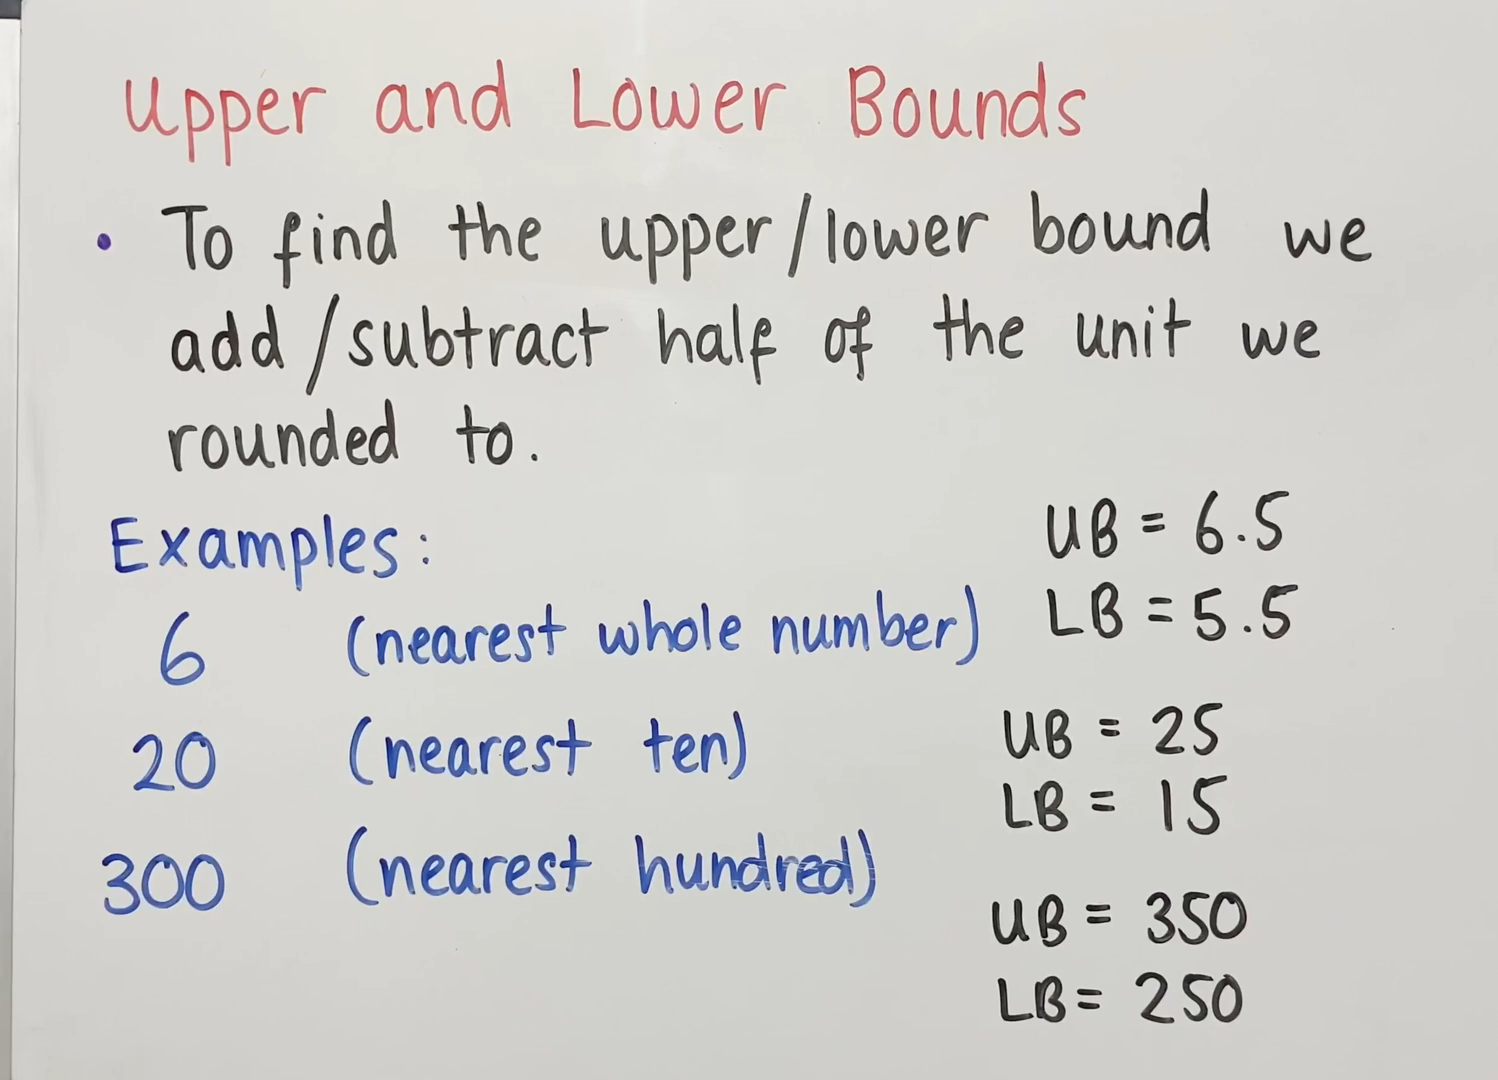 Upper and Lower Bounds
• To find the upper/lower bound we
add/subtract half of the unit we
rounded to.
Examples:
6 (nearest whole number)
UB = 6.5
LB = 5.5
20 (nearest ten)
UB = 25
LB = 15
300 (nearest hundred)
UB = 350
LB = 250